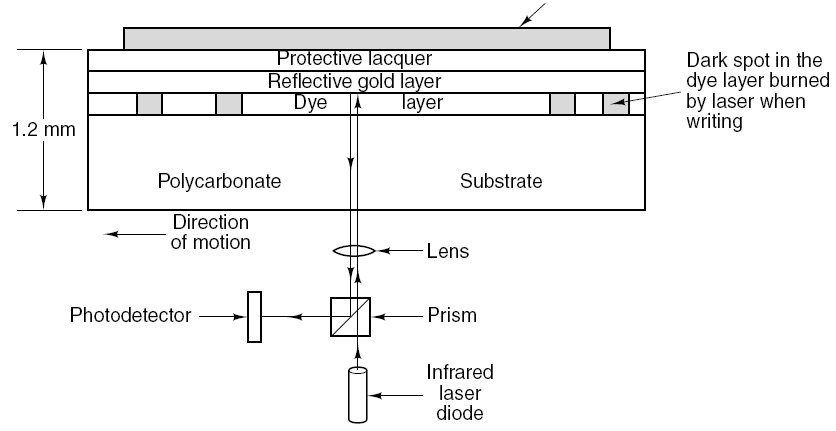 Protective lacquer
Reflective gold layer
Dye layer
Dark spot in the
dye layer burned
by laser when
writing
1.2 mm
Polycarbonate Substrate
Direction
of motion
Lens
Photodetector
Prism
Infrared
laser
diode